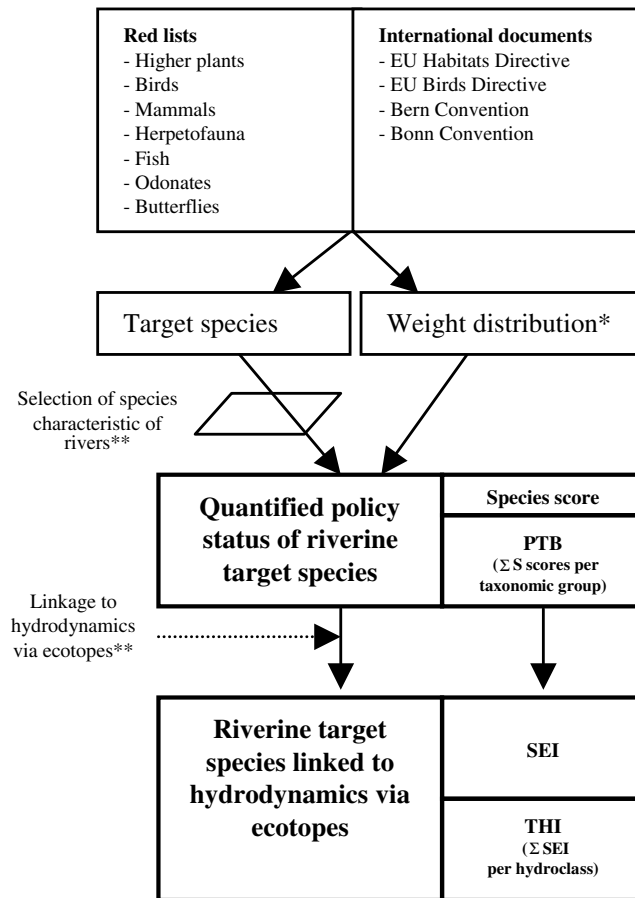 Red lists
- Higher plants
- Birds
- Mammals
- Herpetofauna
- Fish
- Odonates
- Butterflies
International documents
- EU Habitats Directive
- EU Birds Directive
- Bern Convention
- Bonn Convention
Target species
Weight distribution*
Selection of species
characteristic of
rivers**
Quantified policy
status of riverine
target species
Species score
PTB
(Σ S scores per
taxonomic group)
Linkage to
hydrodynamics
via ecotopes**
Riverine target
species linked to
hydrodynamics via
ecotopes
SEI
THI
(Σ SEI
per hydroclass)